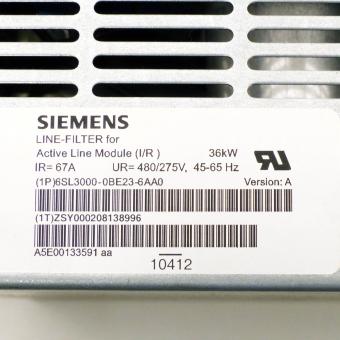 SIEMENS
LINE-FILTER for
Active Line Module (I/R ) 36kW
IR= 67A UR= 480/275V, 45-65 Hz
(1P)6SL3000-0BE23-6AA0 Version: A
(1T)ZSY000208138996
A5E00133591 aa
10412